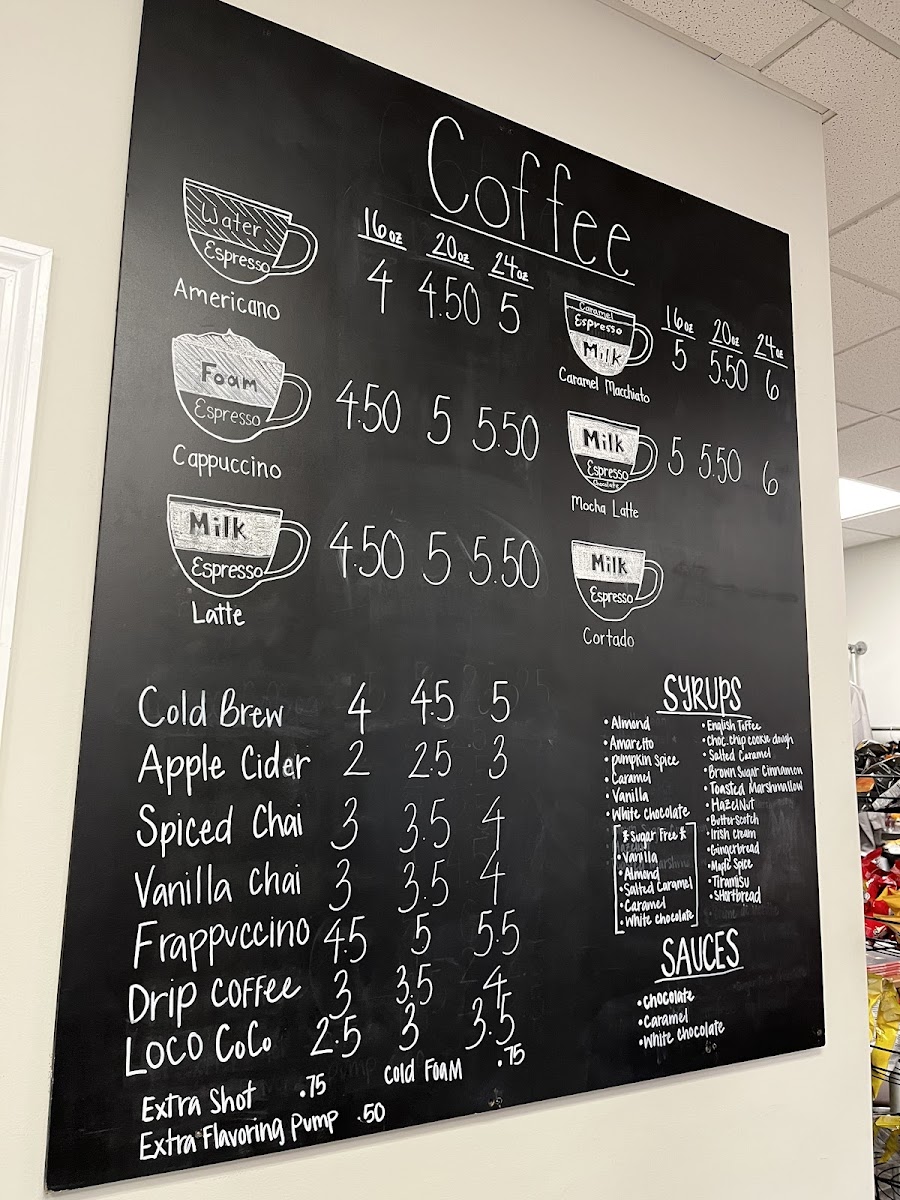 Coffee
Water
Espresso
Americano
16oz 20oz 24oz
4 4.50 5
Foam
Espresso
Cappuccino
4.50 5 5.50
Milk
Espresso
Latte
4.50 5 5.50
Caramel
Espresso
Milk
Caramel Macchiato
16oz 20oz 24oz
5 5.50 6
Milk
Espresso
Chocolate
Mocha Latte
5 5.50 6
Milk
Espresso
Cortado
Cold Brew 4 4.5 5
Apple Cider 2 2.5 3
Spiced Chai 3 3.5 4
Vanilla Chai 3 3.5 4
Frappuccino 4.5 5 5.5
Drip Coffee 3 3.5 4
Loco CoCo 2.5 3 3.5
Extra Shot .75 Cold Foam .75
Extra Flavoring Pump .50
SYRUPS
• Almond
• Amaretto
• pumpkin spice
• Caramel
• Vanilla
• White chocolate
*Sugar Free*
• Vanilla
• Almond
• Salted Caramel
• Caramel
• White chocolate
• English Toffee
• Choc. chip cookie dough
• Salted Caramel
• Brown Sugar Cinnamon
• Toasted Marshmallow
• HazelNut
• Butterscotch
• Irish cream
• Gingerbread
• Maple Spice
• Tiramisu
• Shortbread
SAUCES
• chocolate
• Caramel
• White chocolate